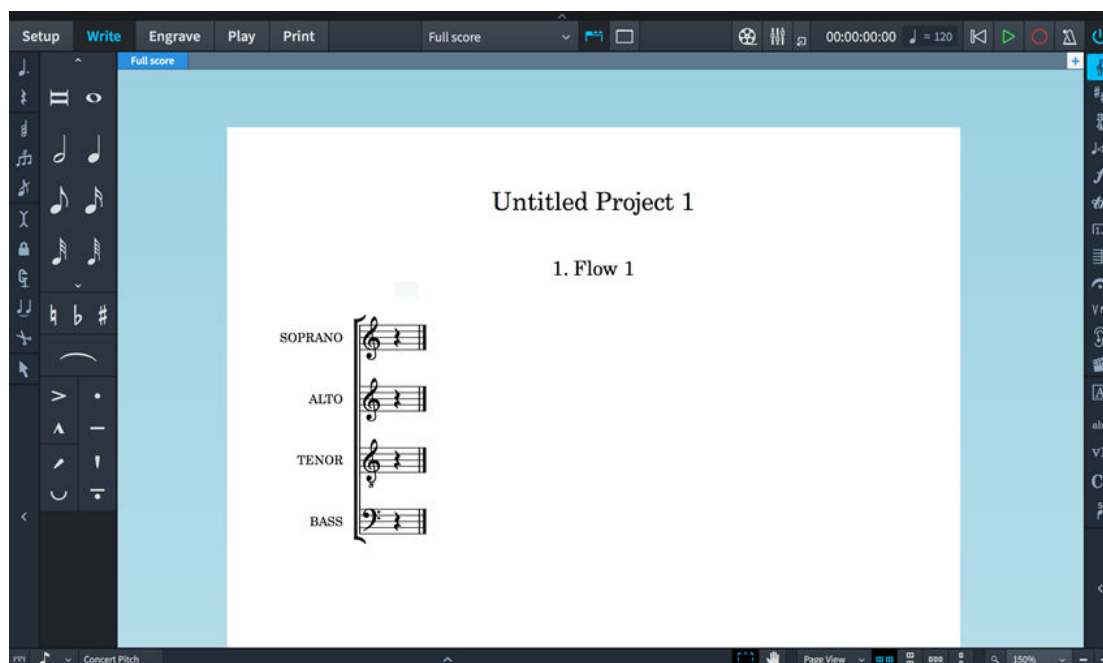 Setup Write Engrave Play Print Full score 00:00:00:00 = 120
Full score
Untitled Project 1
1. Flow 1
SOPRANO
ALTO
TENOR
BASS
Concert Pitch Page View 150%